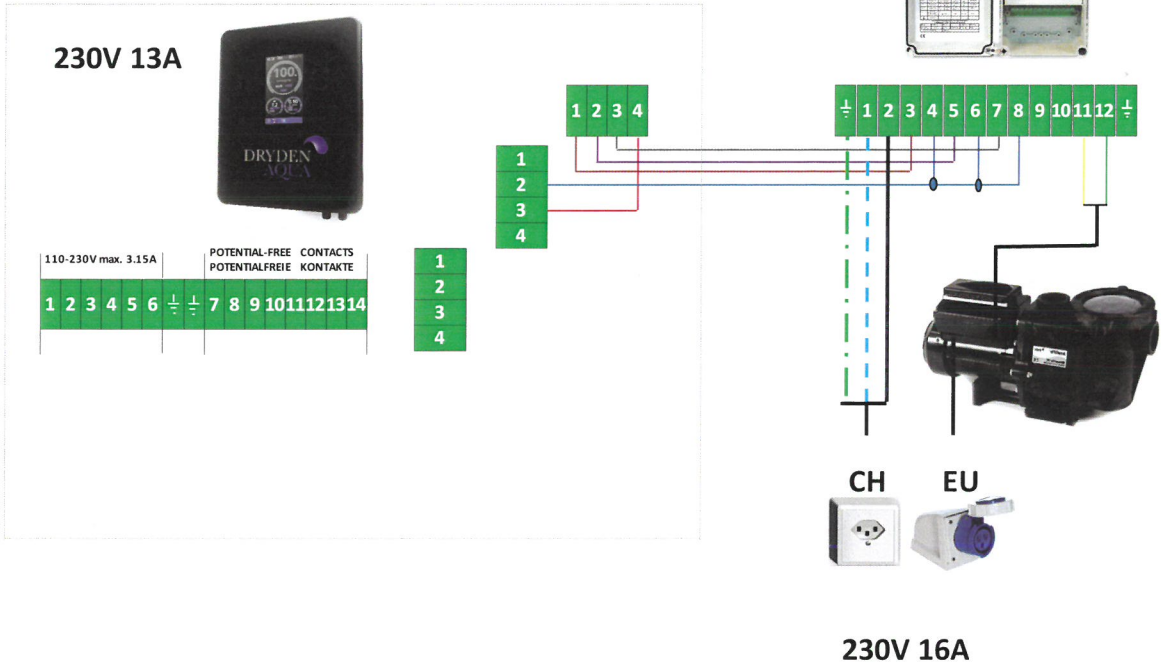 230V 13A
100.
DRYDEN
AQUA
1 2 3 4
⏚ 1 2 3 4 5 6 7 8 9 10 11 12 ⏚
1
2
3
4
110-230V max. 3.15A
POTENTIAL-FREE CONTACTS
POTENTIALFREIE KONTAKTE
1 2 3 4 5 6 ⏚ ⏚ 7 8 9 10 11 12 13 14
1
2
3
4
CH EU
230V 16A